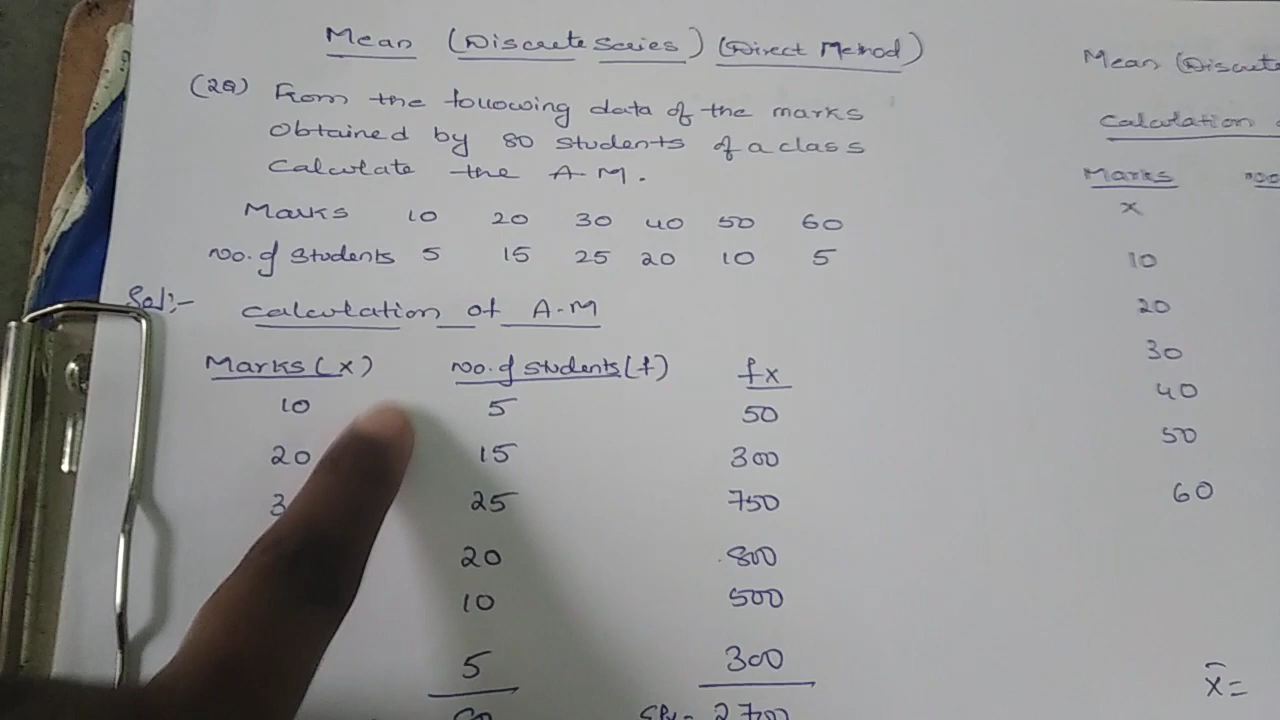 Mean (Discrete Series) (Direct Method)
(2Q) From the following data of the marks
Obtained by 80 students of a class
Calculate the A.M.
Marks 10 20 30 40 50 60
No. of Students 5 15 25 20 10 5
Sol:- Calculation of A.M
Marks (x) No. of Students (f) fx
10 5 50
20 15 300
3 25 750
20 800
10 500
5 300
2700
Mean (Discrete
Calculation
Marks
x
10
20
30
40
50
60
x̄ =